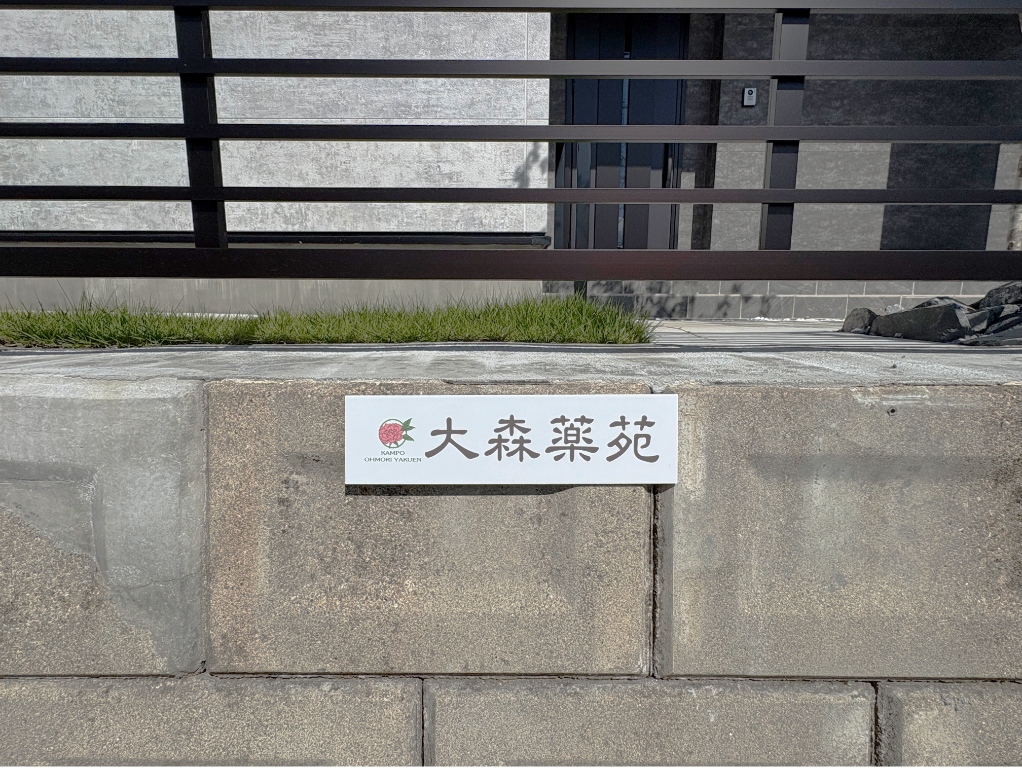 KAMPO
OHMORI YAKUEN
大森薬苑